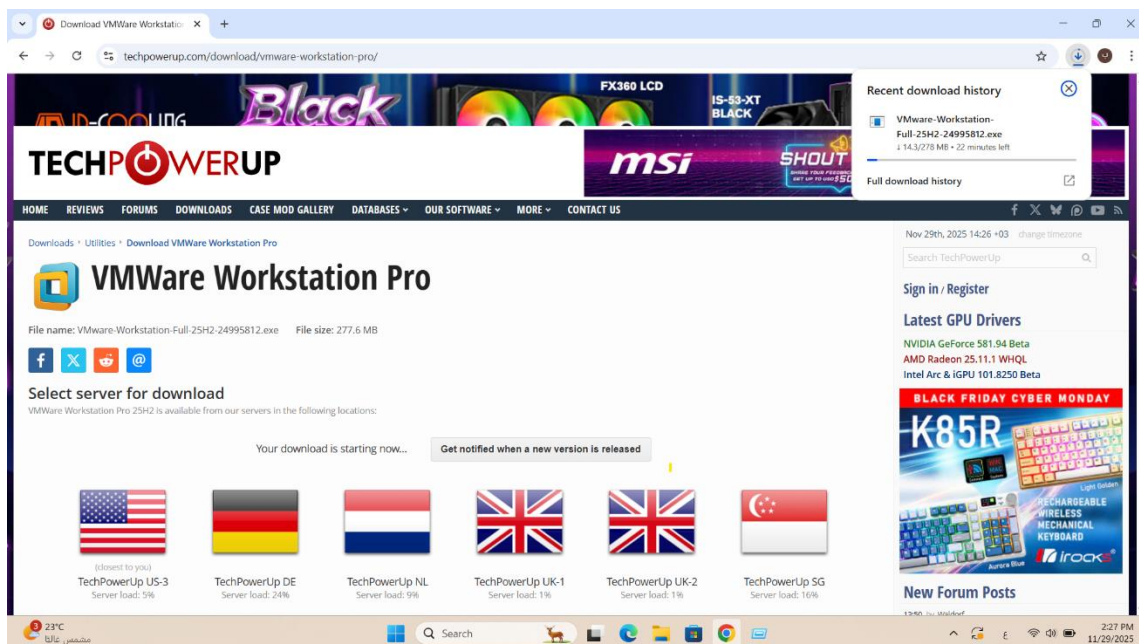 Download VMWare Workstatio
techpowerup.com/download/vmware-workstation-pro/
ID-COOLING
Black
FX360 LCD
IS-53-XT
BLACK
Recent download history
VMware-Workstation-
Full-25H2-24995812.exe
↓ 14.3/278 MB • 22 minutes left
Full download history
TECHPOWERUP
msi
SHOUT
HOME REVIEWS FORUMS DOWNLOADS CASE MOD GALLERY DATABASES OUR SOFTWARE MORE CONTACT US
Downloads Utilities Download VMWare Workstation Pro
Nov 29th, 2025 14:26 +03 change timezone
Search TechPowerUp
VMWare Workstation Pro
Sign in / Register
File name: VMware-Workstation-Full-25H2-24995812.exe File size: 277.6 MB
Latest GPU Drivers
NVIDIA GeForce 581.94 Beta
AMD Radeon 25.11.1 WHQL
Intel Arc & iGPU 101.8250 Beta
Select server for download
VMWare Workstation Pro 25H2 is available from our servers in the following locations:
BLACK FRIDAY CYBER MONDAY
K85R
Your download is starting now... Get notified when a new version is released
Light Golden
RECHARGEABLE
WIRELESS
MECHANICAL
KEYBOARD
Aurora Blue
irocks
(closest to you)
TechPowerUp US-3 TechPowerUp DE TechPowerUp NL TechPowerUp UK-1 TechPowerUp UK-2 TechPowerUp SG
Server load: 5% Server load: 24% Server load: 9% Server load: 1% Server load: 1% Server load: 16%
New Forum Posts
3
23°C
مشمس غالبًا
Search
ع
2:27 PM
11/29/2025